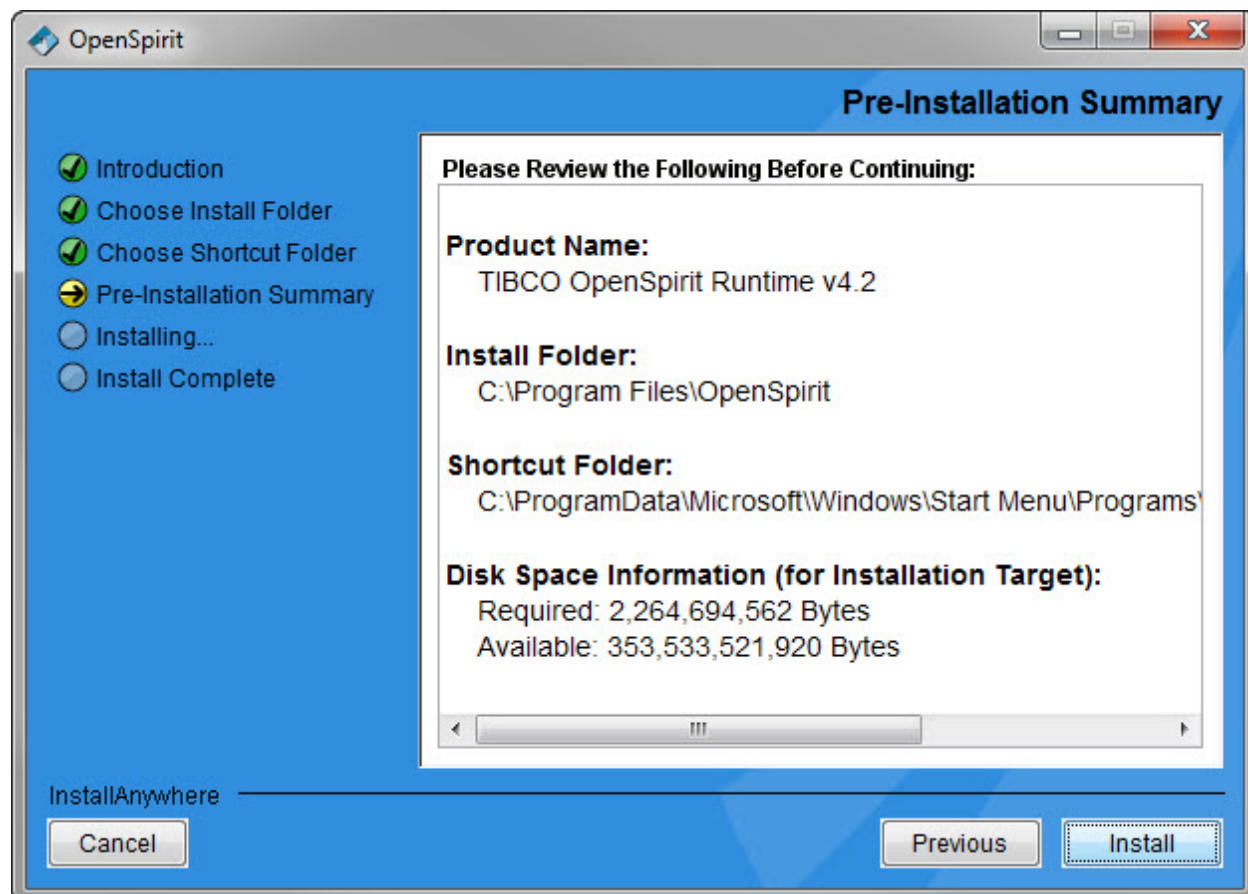 OpenSpirit
Pre-Installation Summary
Introduction
Choose Install Folder
Choose Shortcut Folder
Pre-Installation Summary
Installing...
Install Complete
Please Review the Following Before Continuing:
Product Name:
TIBCO OpenSpirit Runtime v4.2
Install Folder:
C:\Program Files\OpenSpirit
Shortcut Folder:
C:\ProgramData\Microsoft\Windows\Start Menu\Programs\
Disk Space Information (for Installation Target):
Required: 2,264,694,562 Bytes
Available: 353,533,521,920 Bytes
InstallAnywhere
Cancel
Previous
Install